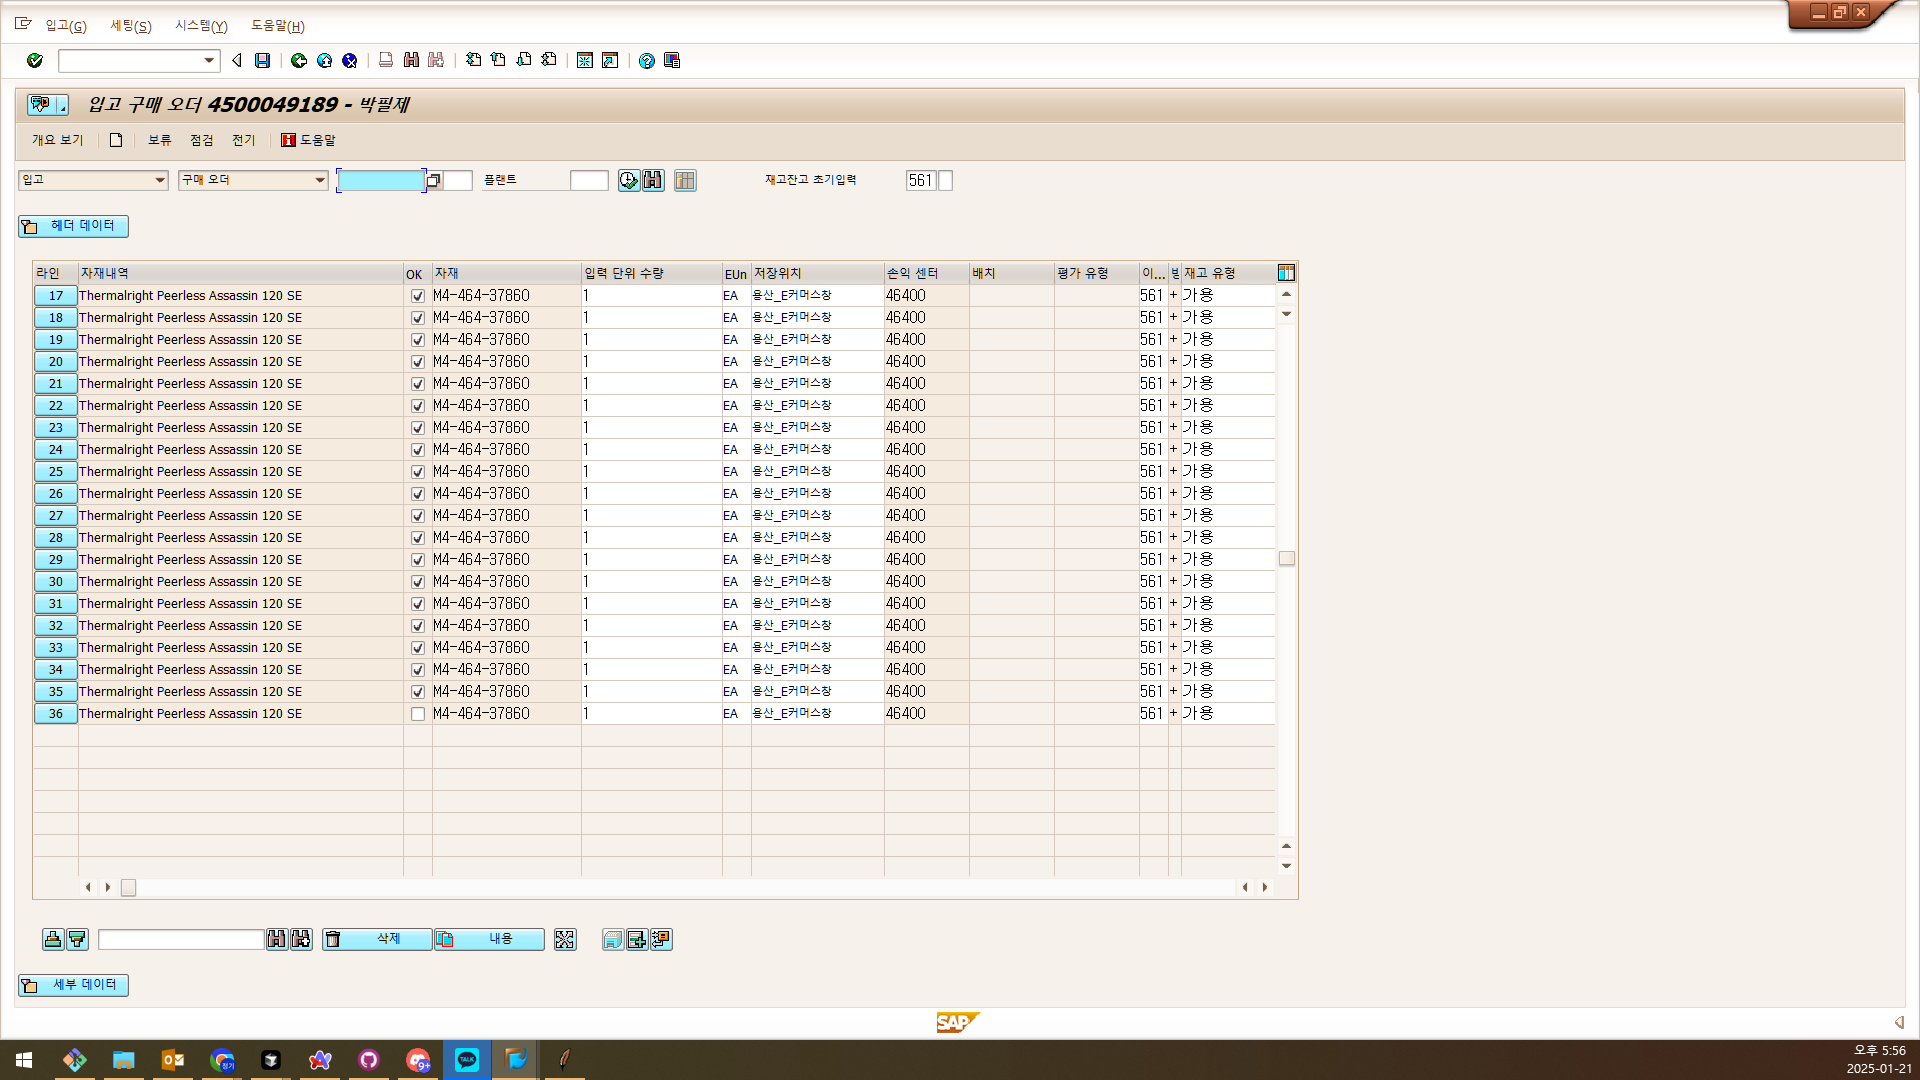 입고(G) 세팅(S) 시스템(Y) 도움말(H)
입고 구매 오더 4500049189 - 박필제
개요 보기 보류 점검 전기 도움말
입고 구매 오더 플랜트 재고잔고 초기입력 561
헤더 데이터
라인 자재내역 OK 자재 입력 단위 수량 EUn 저장위치 손익 센터 배치 평가 유형 이... 재고 유형
17 Thermalright Peerless Assassin 120 SE M4-464-37860 1 EA 용산_E커머스창 46400 561 + 가용
18 Thermalright Peerless Assassin 120 SE M4-464-37860 1 EA 용산_E커머스창 46400 561 + 가용
19 Thermalright Peerless Assassin 120 SE M4-464-37860 1 EA 용산_E커머스창 46400 561 + 가용
20 Thermalright Peerless Assassin 120 SE M4-464-37860 1 EA 용산_E커머스창 46400 561 + 가용
21 Thermalright Peerless Assassin 120 SE M4-464-37860 1 EA 용산_E커머스창 46400 561 + 가용
22 Thermalright Peerless Assassin 120 SE M4-464-37860 1 EA 용산_E커머스창 46400 561 + 가용
23 Thermalright Peerless Assassin 120 SE M4-464-37860 1 EA 용산_E커머스창 46400 561 + 가용
24 Thermalright Peerless Assassin 120 SE M4-464-37860 1 EA 용산_E커머스창 46400 561 + 가용
25 Thermalright Peerless Assassin 120 SE M4-464-37860 1 EA 용산_E커머스창 46400 561 + 가용
26 Thermalright Peerless Assassin 120 SE M4-464-37860 1 EA 용산_E커머스창 46400 561 + 가용
27 Thermalright Peerless Assassin 120 SE M4-464-37860 1 EA 용산_E커머스창 46400 561 + 가용
28 Thermalright Peerless Assassin 120 SE M4-464-37860 1 EA 용산_E커머스창 46400 561 + 가용
29 Thermalright Peerless Assassin 120 SE M4-464-37860 1 EA 용산_E커머스창 46400 561 + 가용
30 Thermalright Peerless Assassin 120 SE M4-464-37860 1 EA 용산_E커머스창 46400 561 + 가용
31 Thermalright Peerless Assassin 120 SE M4-464-37860 1 EA 용산_E커머스창 46400 561 + 가용
32 Thermalright Peerless Assassin 120 SE M4-464-37860 1 EA 용산_E커머스창 46400 561 + 가용
33 Thermalright Peerless Assassin 120 SE M4-464-37860 1 EA 용산_E커머스창 46400 561 + 가용
34 Thermalright Peerless Assassin 120 SE M4-464-37860 1 EA 용산_E커머스창 46400 561 + 가용
35 Thermalright Peerless Assassin 120 SE M4-464-37860 1 EA 용산_E커머스창 46400 561 + 가용
36 Thermalright Peerless Assassin 120 SE M4-464-37860 1 EA 용산_E커머스창 46400 561 + 가용
삭제 내용
세부 데이터
SAP
TALK
9+
오후 5:56
2025-01-21